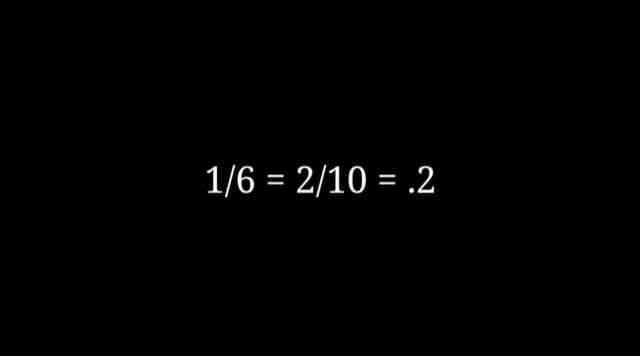 1/6 = 2/10 = .2